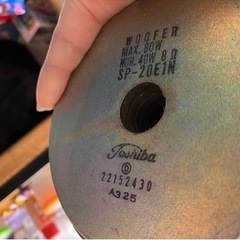 WOOFER
MAX. 80W
NOR. 40W 8Ω
SP-20E1N
Toshiba
D
22152430
A325